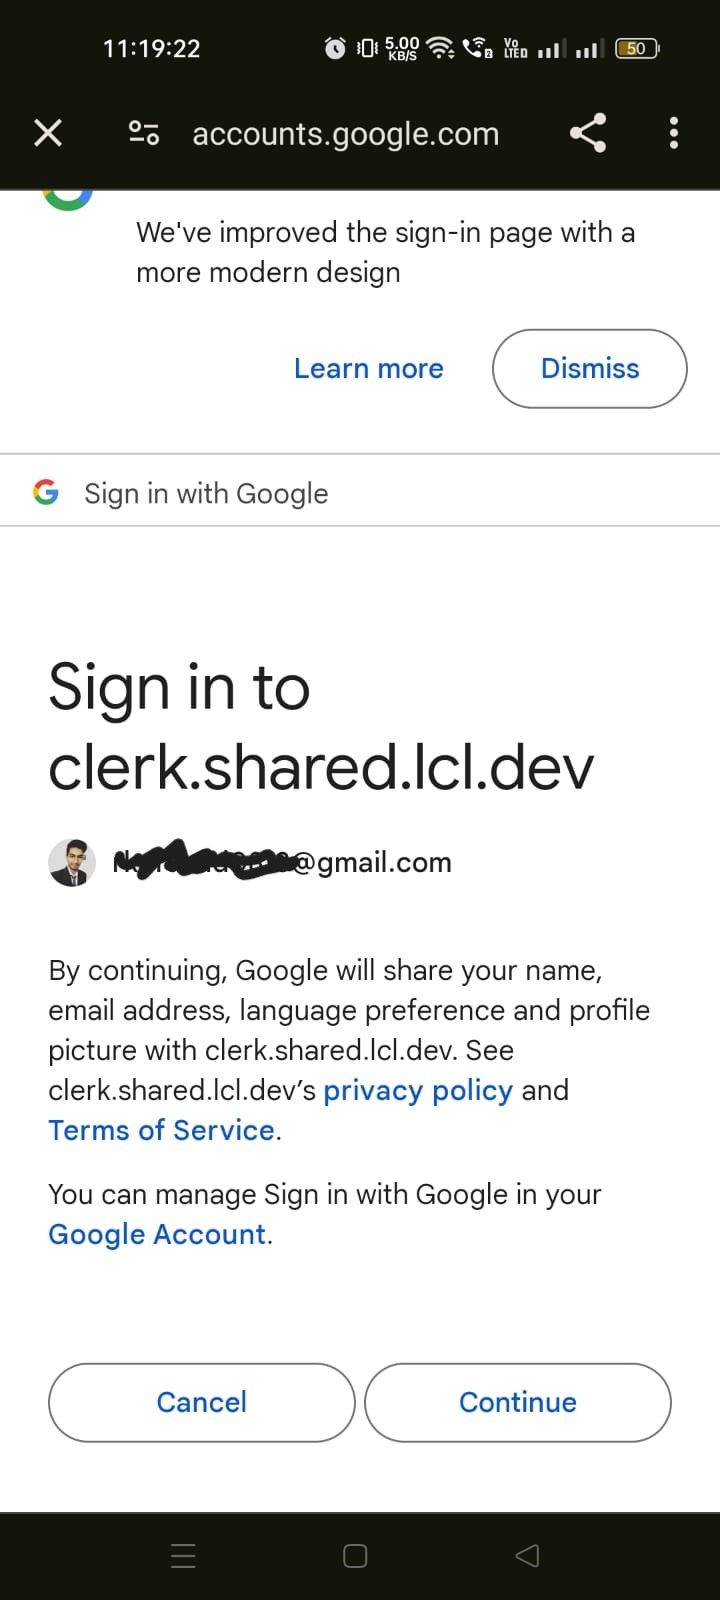 11:19:22
5.00
KB/S
2
Vo
LTED
50
accounts.google.com
We've improved the sign-in page with a
more modern design
Learn more
Dismiss
G
Sign in with Google
Sign in to
clerk.shared.lcl.dev
@gmail.com
By continuing, Google will share your name,
email address, language preference and profile
picture with clerk.shared.lcl.dev. See
clerk.shared.lcl.dev’s privacy policy and
Terms of Service.
You can manage Sign in with Google in your
Google Account.
Cancel
Continue